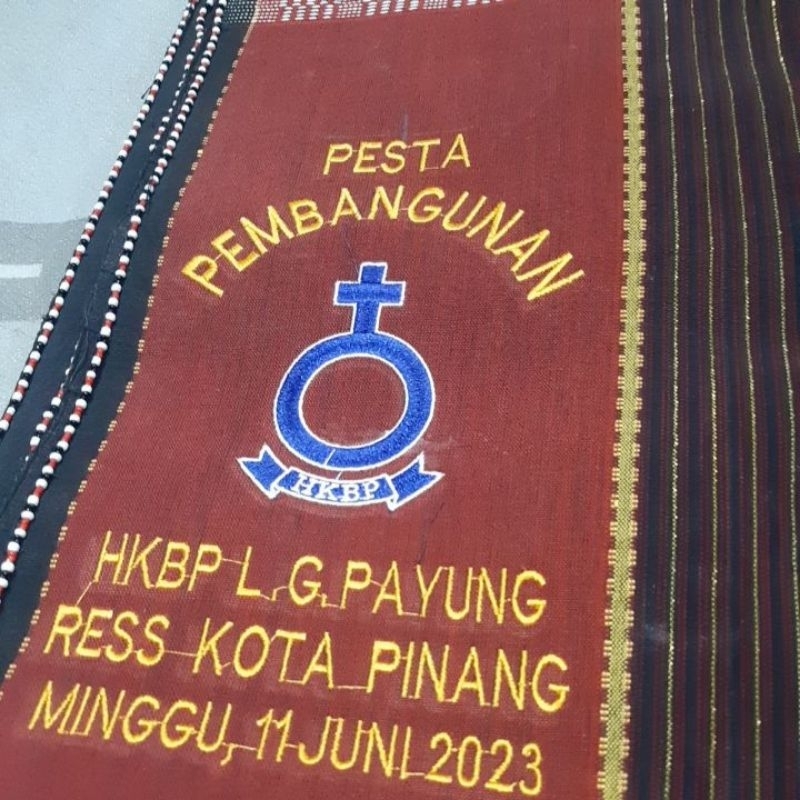 PESTA
PEMBANGUNAN
HKBP
HKBP L.G.PAYUNG
RESS KOTA PINANG
MINGGU, 11 JUNI 2023